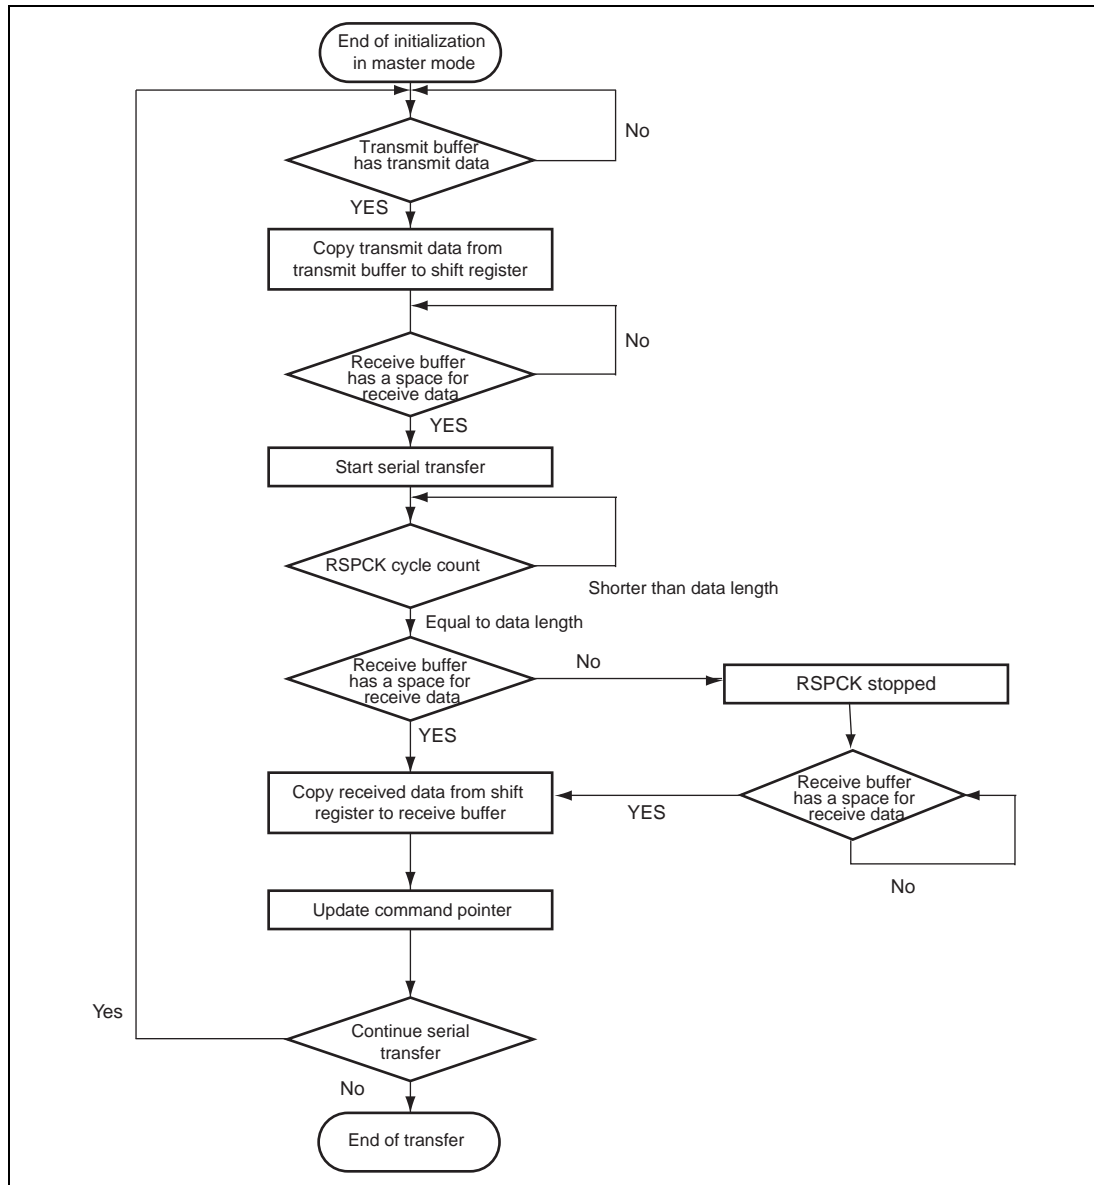 End of initialization
in master mode
No
Transmit buffer
has transmit data
YES
Copy transmit data from
transmit buffer to shift register
No
Receive buffer
has a space for
receive data
YES
Start serial transfer
RSPCK cycle count
Shorter than data length
Equal to data length
Receive buffer
has a space for
receive data
No
RSPCK stopped
YES
Copy received data from shift
register to receive buffer
YES
Receive buffer
has a space for
receive data
No
Update command pointer
Yes
Continue serial
transfer
No
End of transfer